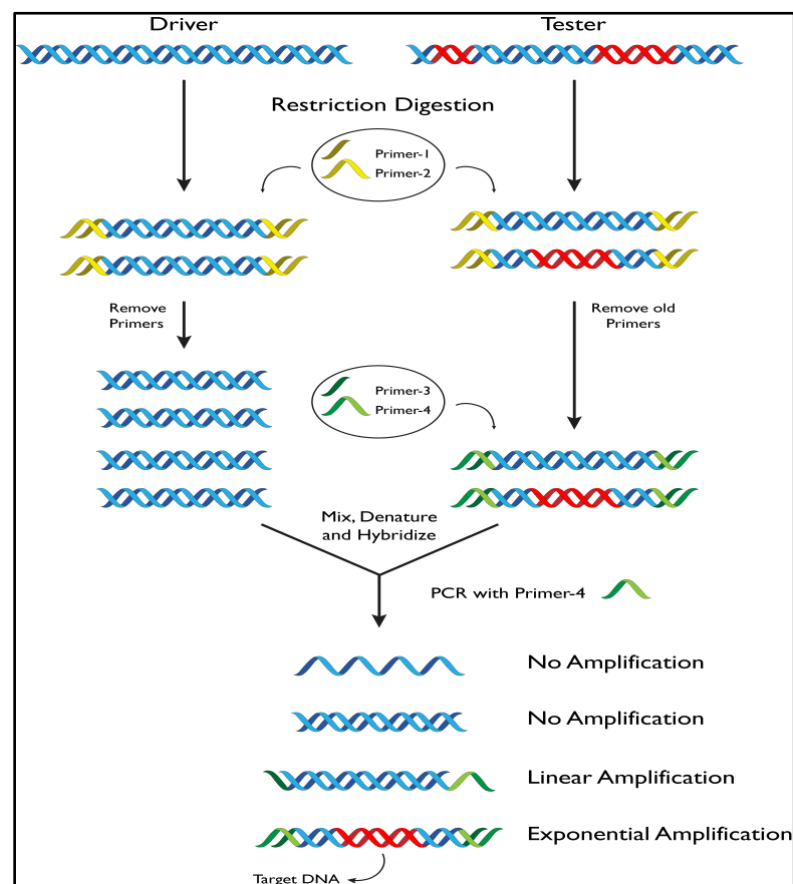 Driver
Tester
Restriction Digestion
Primer-1
Primer-2
Remove
Primers
Remove old
Primers
Primer-3
Primer-4
Mix, Denature
and Hybridize
PCR with Primer-4
No Amplification
No Amplification
Linear Amplification
Exponential Amplification
Target DNA